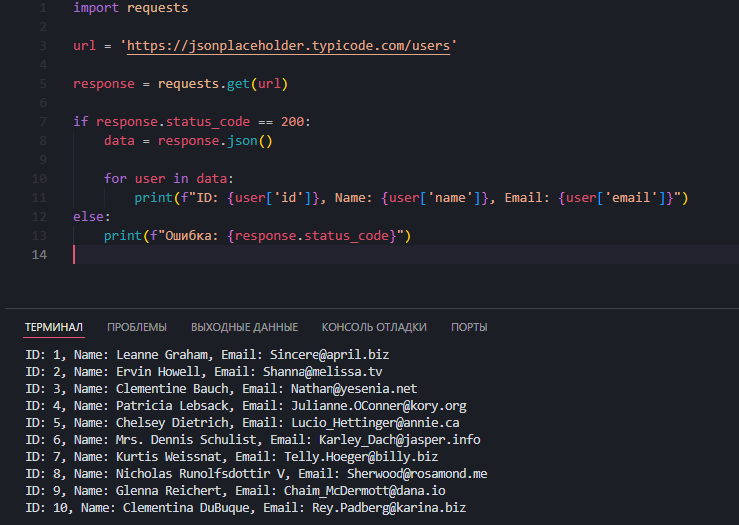 1 import requests
2
3 url = 'https://jsonplaceholder.typicode.com/users'
4
5 response = requests.get(url)
6
7 if response.status_code == 200:
8     data = response.json()
9
10     for user in data:
11         print(f"ID: {user['id']}, Name: {user['name']}, Email: {user['email']}")
12 else:
13     print(f"Ошибка: {response.status_code}")
14
ТЕРМИНАЛ ПРОБЛЕМЫ ВЫХОДНЫЕ ДАННЫЕ КОНСОЛЬ ОТЛАДКИ ПОРТЫ
ID: 1, Name: Leanne Graham, Email: Sincere@april.biz
ID: 2, Name: Ervin Howell, Email: Shanna@melissa.tv
ID: 3, Name: Clementine Bauch, Email: Nathan@yesenia.net
ID: 4, Name: Patricia Lebsack, Email: Julianne.OConner@kory.org
ID: 5, Name: Chelsey Dietrich, Email: Lucio_Hettinger@annie.ca
ID: 6, Name: Mrs. Dennis Schulist, Email: Karley_Dach@jasper.info
ID: 7, Name: Kurtis Weissnat, Email: Telly.Hoeger@billy.biz
ID: 8, Name: Nicholas Runolfsdottir V, Email: Sherwood@rosamond.me
ID: 9, Name: Glenna Reichert, Email: Chaim_McDermott@dana.io
ID: 10, Name: Clementina DuBuque, Email: Rey.Padberg@karina.biz